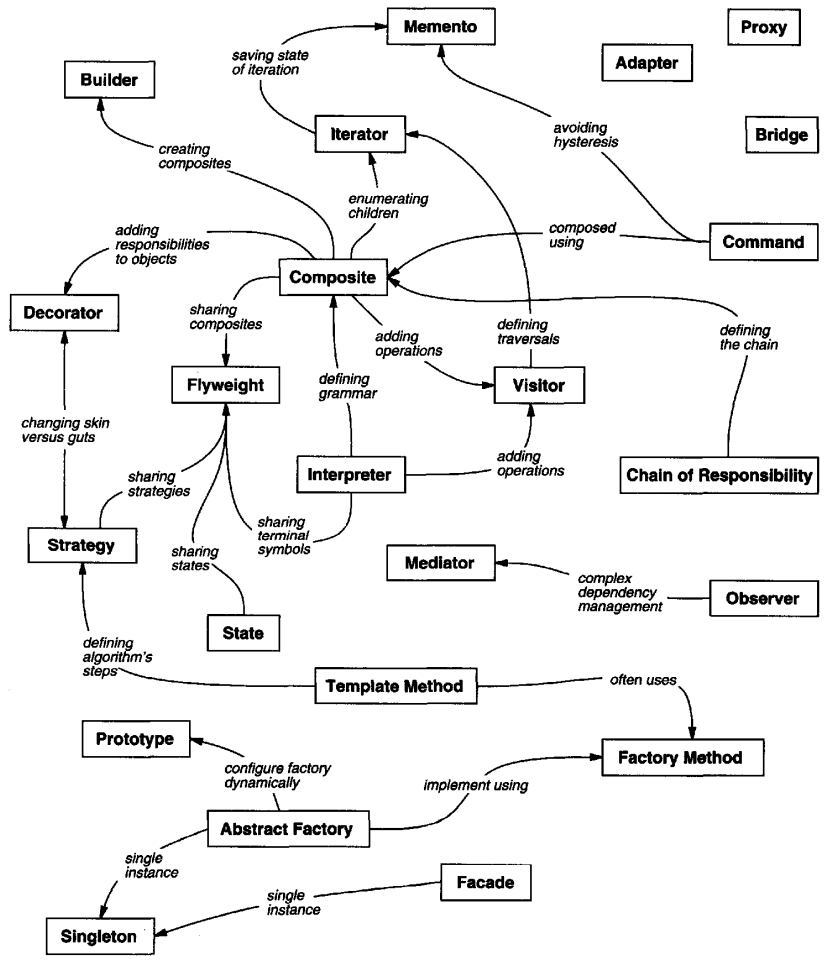 Memento
Proxy
saving state
of iteration
Adapter
Builder
Iterator
avoiding
hysteresis
Bridge
creating
composites
enumerating
children
adding
responsibilities
to objects
composed
using
Command
Composite
Decorator
sharing
composites
adding
operations
defining
traversals
defining
the chain
Flyweight
defining
grammar
Visitor
changing skin
versus guts
sharing
strategies
Interpreter
adding
operations
Chain of Responsibility
Strategy
sharing
terminal
symbols
sharing
states
Mediator
complex
dependency
management
Observer
State
defining
algorithm's
steps
Template Method
often uses
Prototype
Factory Method
configure factory
dynamically
implement using
Abstract Factory
single
instance
Facade
single
instance
Singleton